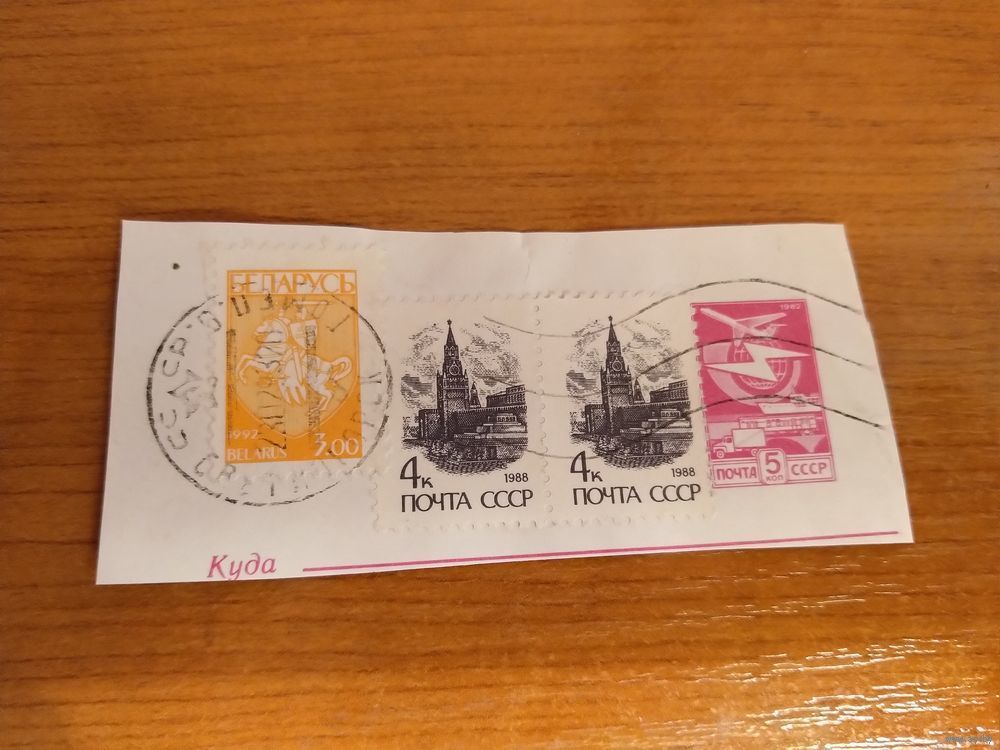 БЕЛАРУСЬ
1992
3.00
BELARUS
4к
1988
ПОЧТА СССР
4к
1988
ПОЧТА СССР
1982
ПОЧТА
5
КОП
СССР
Куда